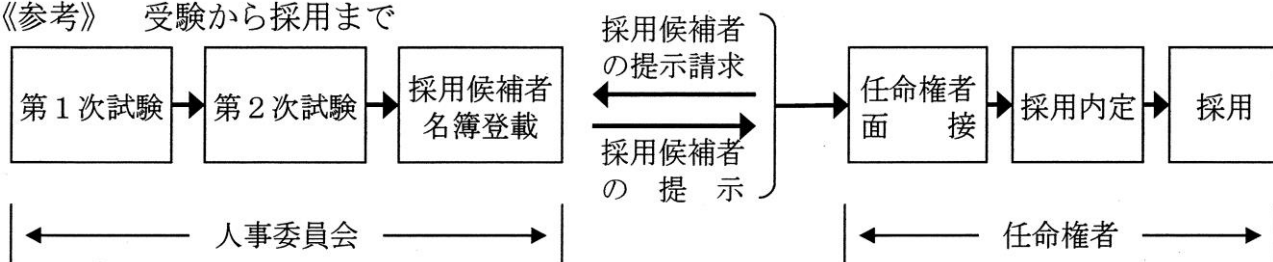 《参考》 受験から採用まで
第1次試験
第2次試験
採用候補者
名簿登載
採用候補者
の提示請求
採用候補者
の提示
任命権者
面接
採用内定
採用
人事委員会
任命権者